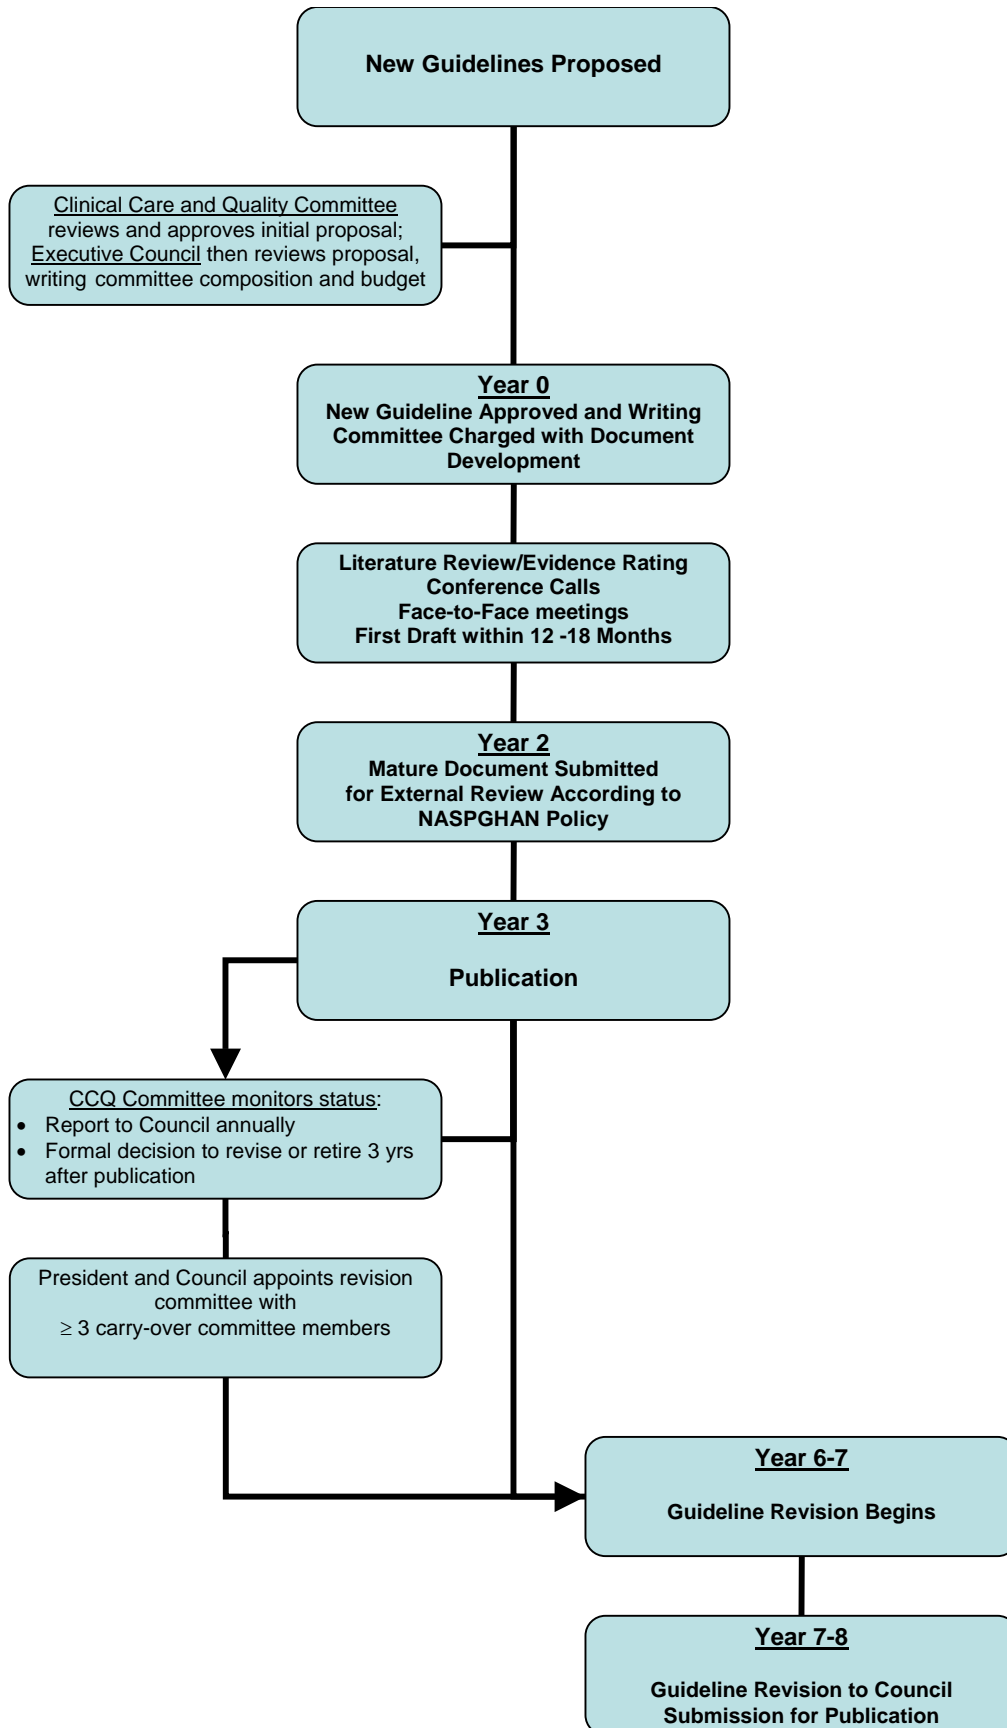 New Guidelines Proposed
Clinical Care and Quality Committee
reviews and approves initial proposal;
Executive Council then reviews proposal,
writing committee composition and budget
Year 0
New Guideline Approved and Writing
Committee Charged with Document
Development
Literature Review/Evidence Rating
Conference Calls
Face-to-Face meetings
First Draft within 12 -18 Months
Year 2
Mature Document Submitted
for External Review According to
NASPGHAN Policy
Year 3
Publication
CCQ Committee monitors status:
• Report to Council annually
• Formal decision to revise or retire 3 yrs
after publication
President and Council appoints revision
committee with
≥ 3 carry-over committee members
Year 6-7
Guideline Revision Begins
Year 7-8
Guideline Revision to Council
Submission for Publication